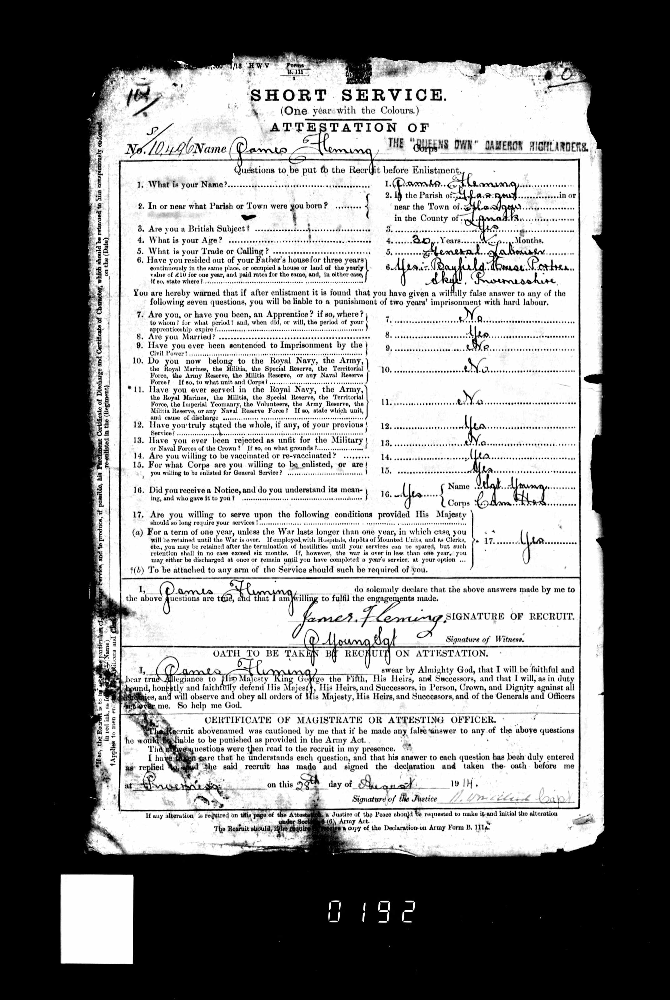 1/13 H W V Forms
B. 111
3
SHORT SERVICE.
(One year with the Colours.)
ATTESTATION OF
No. S/10,496 Name James Fleming Corps THE "QUEENS OWN" CAMERON HIGHLANDERS.
Questions to be put to the Recruit before Enlistment.
1. What is your Name? 1. James Fleming
2. In or near what Parish or Town were you born? 2. In the Parish of Glasgow in or
near the Town of Glasgow
in the County of Lanark
3. Are you a British Subject? 3. Yes
4. What is your Age? 4. 30 Years Months.
5. What is your Trade or Calling? 5. General Labourer
6. Have you resided out of your Father's house for three years
continuously in the same place, or occupied a house or land of the yearly
value of £10 for one year, and paid rates for the same, and, in either case,
if so, state where?
6. Yes:- Bayfield House Portree
Skye. Invernesshire
You are hereby warned that if after enlistment it is found that you have given a wilfully false answer to any of the
following seven questions, you will be liable to a punishment of two years' imprisonment with hard labour.
7. Are you, or have you been, an Apprentice? if so, where?
to whom? for what period? and, when did, or will, the period of your
apprenticeship expire?
7. No
8. Are you Married? 8. Yes
9. Have you ever been sentenced to Imprisonment by the
Civil Power?
9. No
10. Do you now belong to the Royal Navy, the Army,
the Royal Marines, the Militia, the Special Reserve, the Territorial
Force, the Army Reserve, the Militia Reserve, or any Naval Reserve
Force? If so, to what unit and Corps?
10. No
*11. Have you ever served in the Royal Navy, the Army,
the Royal Marines, the Militia, the Special Reserve, the Territorial
Force, the Imperial Yeomanry, the Volunteers, the Army Reserve, the
Militia Reserve, or any Naval Reserve Force? If so, state which unit,
and cause of discharge
11. No
12. Have you truly stated the whole, if any, of your previous
Service?
12. Yes
13. Have you ever been rejected as unfit for the Military
or Naval Forces of the Crown? If so, on what grounds?
13. No
14. Are you willing to be vaccinated or re-vaccinated? 14. Yes
15. For what Corps are you willing to be enlisted, or are
you willing to be enlisted for General Service?
15. Yes
16. Did you receive a Notice, and do you understand its mean-
ing, and who gave it to you?
16. Yes Name Sgt Young
Corps Cam Hrs
17. Are you willing to serve upon the following conditions provided His Majesty
should so long require your services?
(a) For a term of one year, unless the War lasts longer than one year, in which case, you
will be retained until the War is over. If employed with Hospitals, depôts of Mounted Units, and as Clerks,
etc., you may be retained after the termination of hostilities until your services can be spared, but such
retention shall in no case exceed six months. If, however, the war is over in less than one year, you
may either be discharged at once or remain until you have completed a year's service, at your option ...
17. Yes
†(b) To be attached to any arm of the Service should such be required of you.
I, James Fleming do solemnly declare that the above answers made by me to
the above questions are true, and that I am willing to fulfil the engagements made.
James. Fleming. SIGNATURE OF RECRUIT.
J Young Sgt Signature of Witness.
OATH TO BE TAKEN BY RECRUIT ON ATTESTATION.
I, James Fleming swear by Almighty God, that I will be faithful and
bear true Allegiance to His Majesty King George the Fifth, His Heirs, and Successors, and that I will, as in duty
bound, honestly and faithfully defend His Majesty, His Heirs, and Successors, in Person, Crown, and Dignity against all
enemies, and will observe and obey all orders of His Majesty, His Heirs, and Successors, and of the Generals and Officers
set over me. So help me God.
CERTIFICATE OF MAGISTRATE OR ATTESTING OFFICER.
The Recruit abovenamed was cautioned by me that if he made any false answer to any of the above questions
he would be liable to be punished as provided in the Army Act.
The above questions were then read to the recruit in my presence.
I have taken care that he understands each question, and that his answer to each question has been duly entered
as replied to, and the said recruit has made and signed the declaration and taken the oath before me
at Inverness on this 28th day of August 1914.
Signature of the Justice Capt
If any alteration is required on this page of the Attestation, a Justice of the Peace should be requested to make it and initial the alteration
under Section 8 (6), Army Act.
The Recruit should, if he require, receive a copy of the Declaration on Army Form B. 111A.
*If so, the Recruit is to be particulars of former Service, and to produce, if possible, his Parchment Certificate of Discharge and Certificate of Character, which should be returned to him conspicuously endorsed
in red ink, as (Name) re-enlisted in the (Regiment) on the (Date)
†Applies to men artificers and
0192